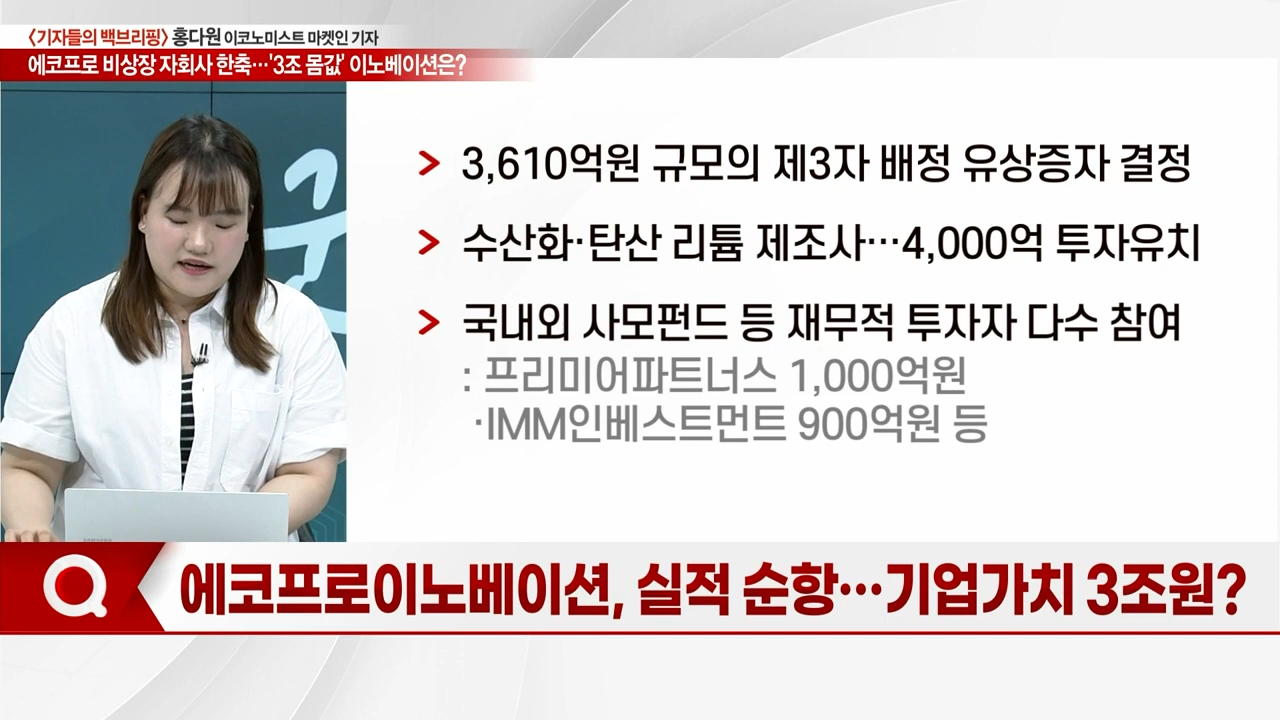 <기자들의 백브리핑> 홍다원 이코노미스트 마켓인 기자
에코프로 비상장 자회사 한축…'3조 몸값' 이노베이션은?
> 3,610억원 규모의 제3자 배정 유상증자 결정
> 수산화·탄산 리튬 제조사…4,000억 투자유치
> 국내외 사모펀드 등 재무적 투자자 다수 참여
: 프리미어파트너스 1,000억원
·IMM인베스트먼트 900억원 등
Q 에코프로이노베이션, 실적 순항…기업가치 3조원?